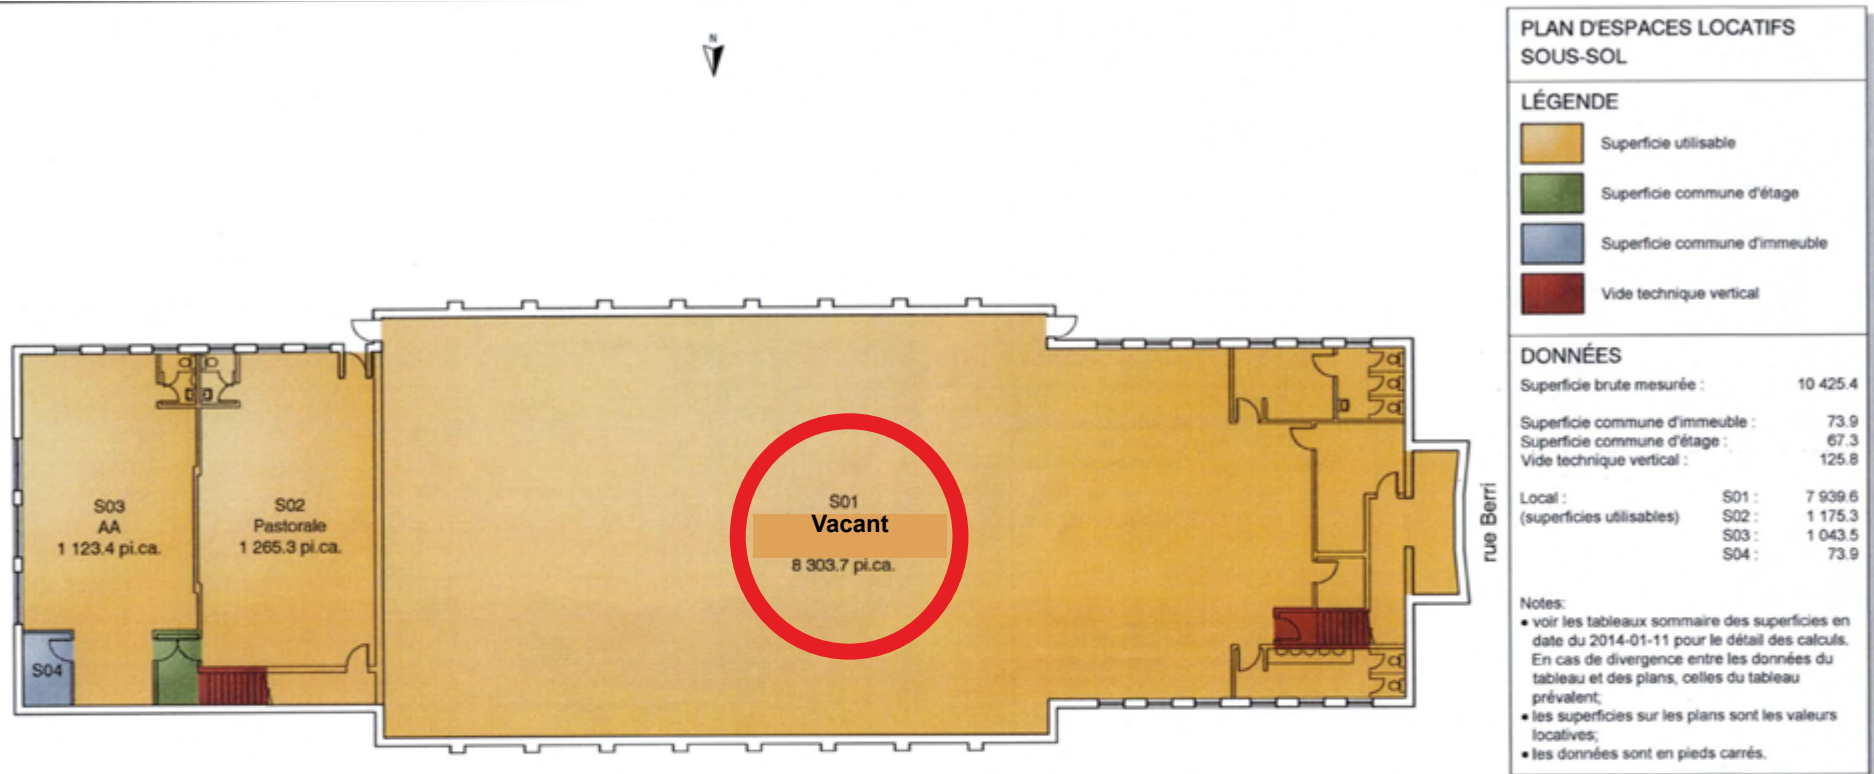 N
S03
AA
1 123.4 pi.ca.
S02
Pastorale
1 265.3 pi.ca.
S01
Vacant
8 303.7 pi.ca.
S04
rue Berri
PLAN D'ESPACES LOCATIFS
SOUS-SOL
LÉGENDE
Superficie utilisable
Superficie commune d'étage
Superficie commune d'immeuble
Vide technique vertical
DONNÉES
Superficie brute mesurée : 10 425.4
Superficie commune d'immeuble : 73.9
Superficie commune d'étage : 67.3
Vide technique vertical : 125.8
Local : S01 : 7 939.6
(superficies utilisables) S02 : 1 175.3
S03 : 1 043.5
S04 : 73.9
Notes:
• voir les tableaux sommaire des superficies en
date du 2014-01-11 pour le détail des calculs.
En cas de divergence entre les données du
tableau et des plans, celles du tableau
prévalent;
• les superficies sur les plans sont les valeurs
locatives;
• les données sont en pieds carrés.